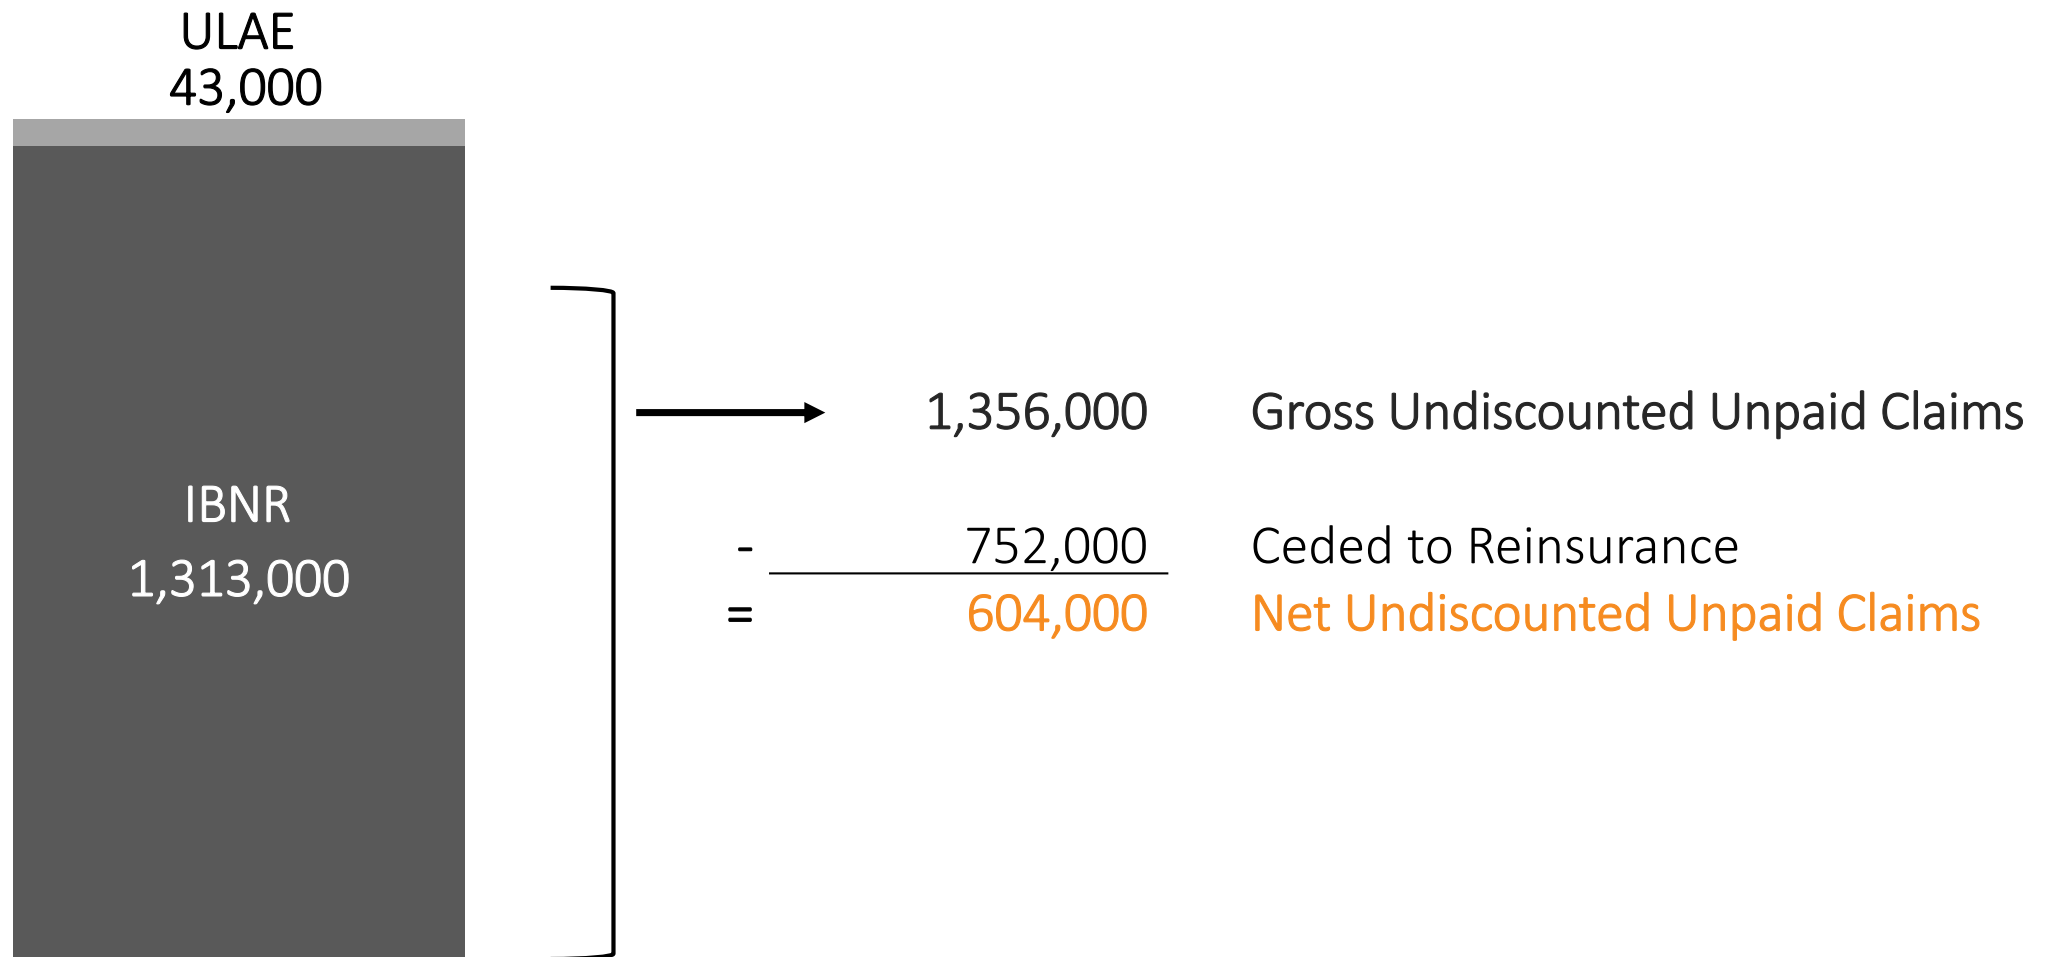 ULAE
43,000
IBNR
1,313,000
1,356,000 Gross Undiscounted Unpaid Claims
- 752,000 Ceded to Reinsurance
= 604,000 Net Undiscounted Unpaid Claims